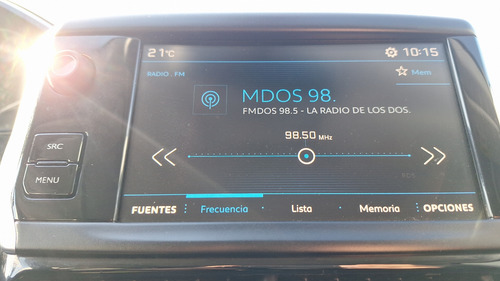 21°C
10:15
RADIO . FM
Mem
MDOS 98.
FMDOS 98.5 - LA RADIO DE LOS DOS.
98.50 MHz
SRC
MENU
FUENTES
Frecuencia
Lista
Memoria
OPCIONES